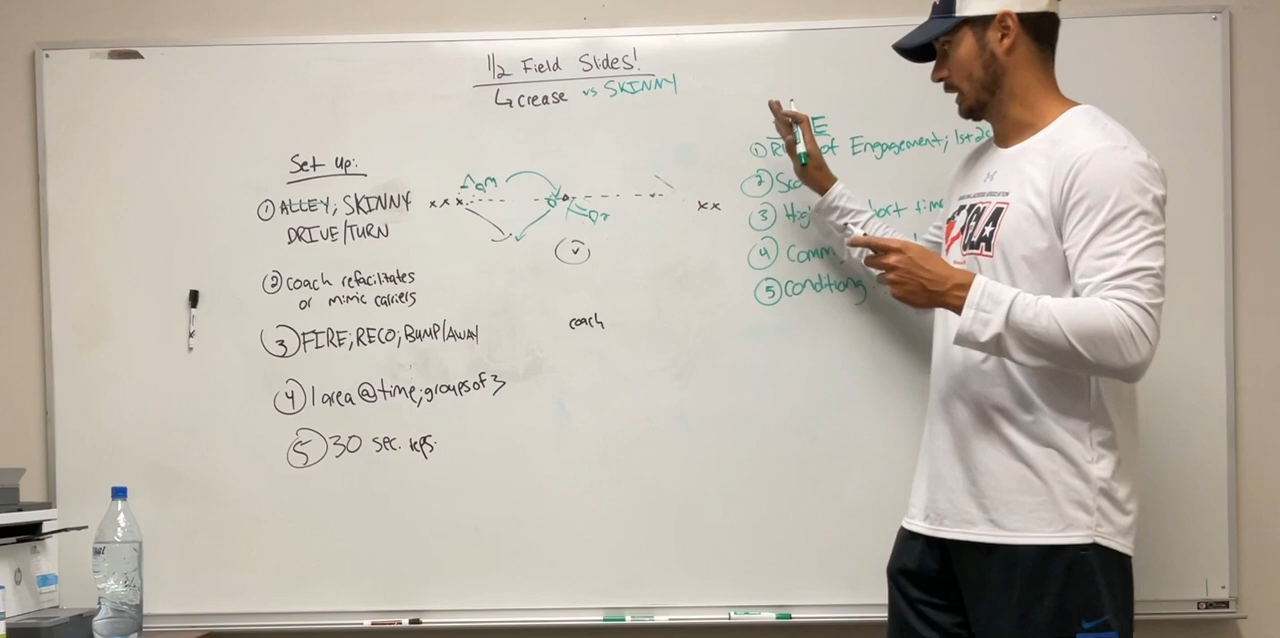 1/2 Field Slides!
↳ crease vs SKINNY
Set Up:
① ALLEY; SKINNY
DRIVE/TURN
② coach refacilitates
or mimic carriers
③ FIRE; RECO; BUMP/AWAY
④ 1 area @ time; groups of 3
⑤ 30 sec. reps.
x x x
x x
coach
① of Engagement; 1st
②
③ time
④ Comm
⑤ conditiong